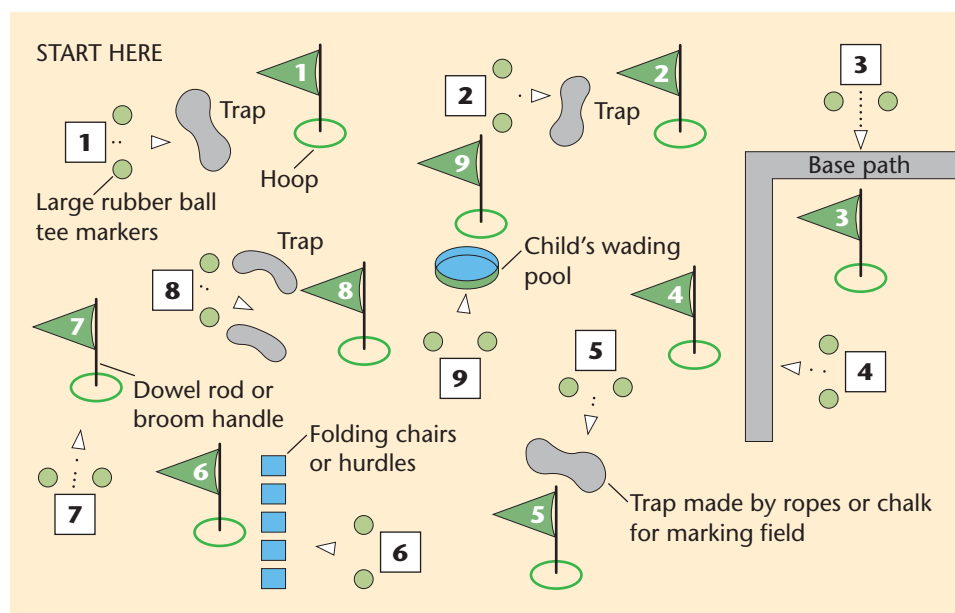 START HERE
1
Trap
1
Hoop
Large rubber ball
tee markers
2
Trap
2
3
Base path
3
9
Child's wading
pool
9
4
4
5
Trap
8
8
7
Dowel rod or
broom handle
7
6
Folding chairs
or hurdles
6
5
Trap made by ropes or chalk
for marking field